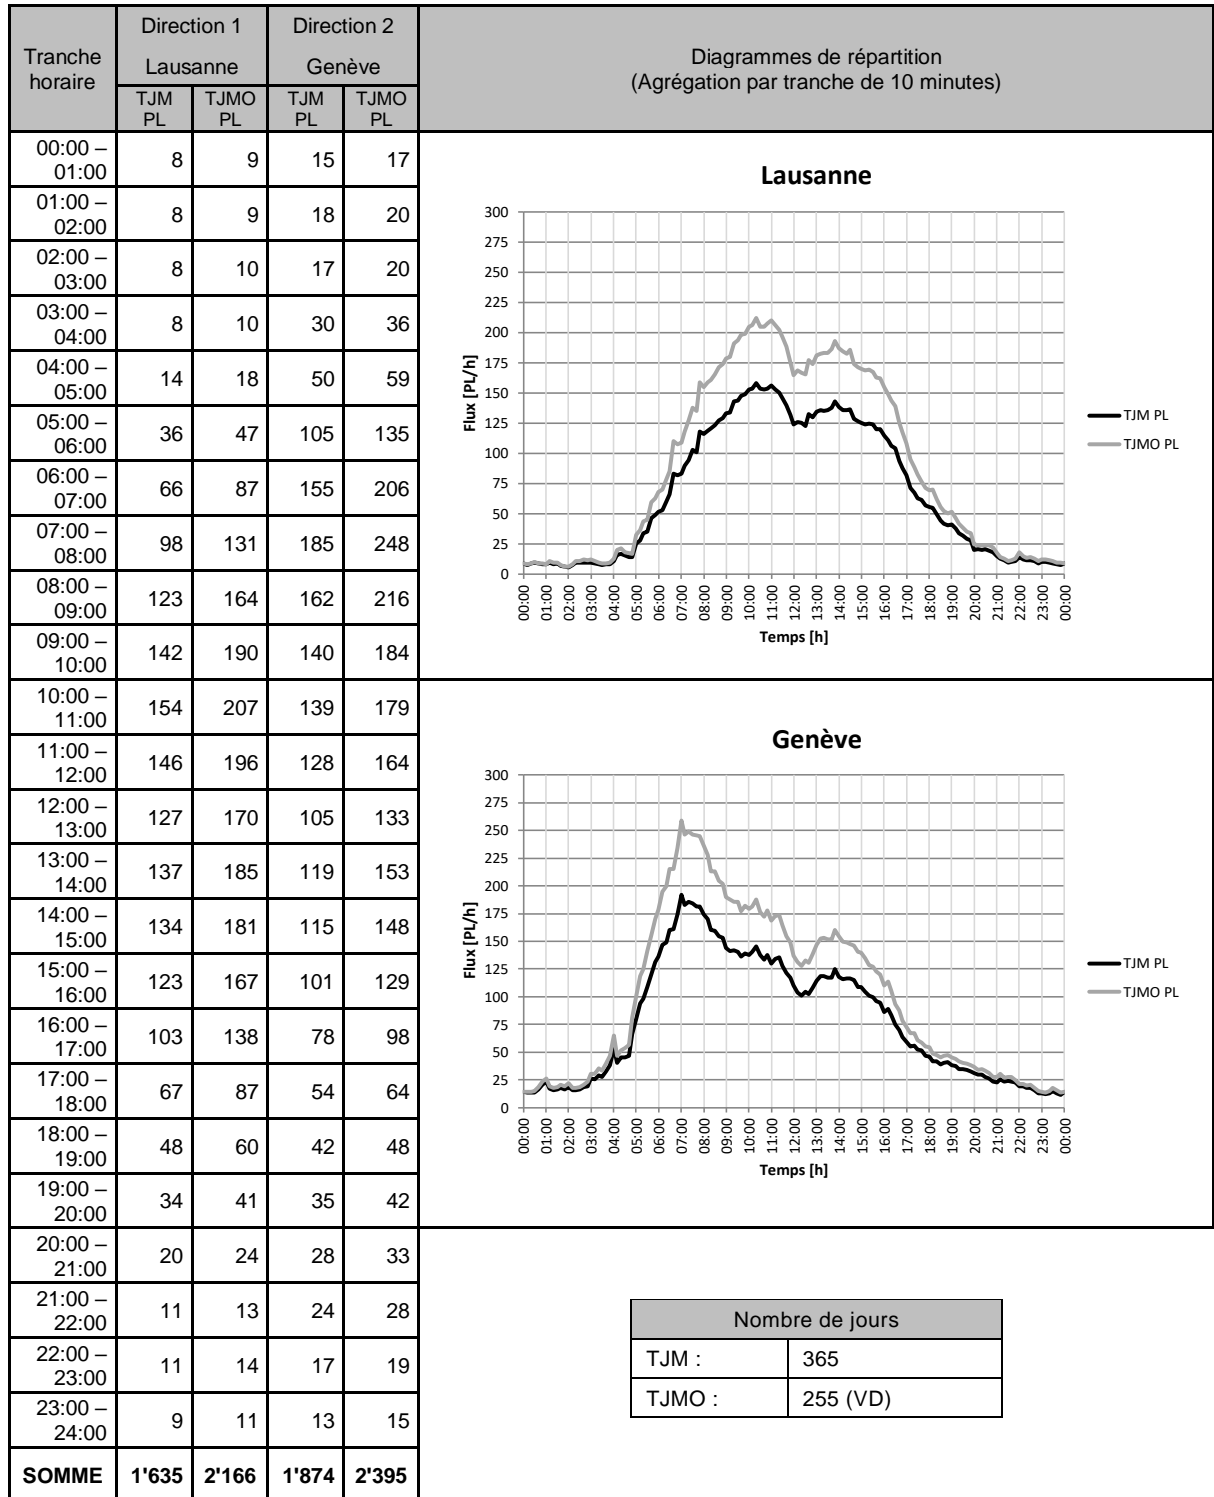 Tranche horaire
Direction 1
Lausanne
Direction 2
Genève
Diagrammes de répartition
(Agrégation par tranche de 10 minutes)
TJM PL TJMO PL TJM PL TJMO PL
00:00 – 01:00 8 9 15 17
01:00 – 02:00 8 9 18 20
02:00 – 03:00 8 10 17 20
03:00 – 04:00 8 10 30 36
04:00 – 05:00 14 18 50 59
05:00 – 06:00 36 47 105 135
06:00 – 07:00 66 87 155 206
07:00 – 08:00 98 131 185 248
08:00 – 09:00 123 164 162 216
09:00 – 10:00 142 190 140 184
10:00 – 11:00 154 207 139 179
11:00 – 12:00 146 196 128 164
12:00 – 13:00 127 170 105 133
13:00 – 14:00 137 185 119 153
14:00 – 15:00 134 181 115 148
15:00 – 16:00 123 167 101 129
16:00 – 17:00 103 138 78 98
17:00 – 18:00 67 87 54 64
18:00 – 19:00 48 60 42 48
19:00 – 20:00 34 41 35 42
20:00 – 21:00 20 24 28 33
21:00 – 22:00 11 13 24 28
22:00 – 23:00 11 14 17 19
23:00 – 24:00 9 11 13 15
SOMME 1'635 2'166 1'874 2'395
Lausanne
300
275
250
225
200
175
150
125
100
75
50
25
0
Flux [PL/h]
00:00 01:00 02:00 03:00 04:00 05:00 06:00 07:00 08:00 09:00 10:00 11:00 12:00 13:00 14:00 15:00 16:00 17:00 18:00 19:00 20:00 21:00 22:00 23:00 00:00
Temps [h]
TJM PL
TJMO PL
Genève
300
275
250
225
200
175
150
125
100
75
50
25
0
Flux [PL/h]
00:00 01:00 02:00 03:00 04:00 05:00 06:00 07:00 08:00 09:00 10:00 11:00 12:00 13:00 14:00 15:00 16:00 17:00 18:00 19:00 20:00 21:00 22:00 23:00 00:00
Temps [h]
TJM PL
TJMO PL
Nombre de jours
TJM : 365
TJMO : 255 (VD)